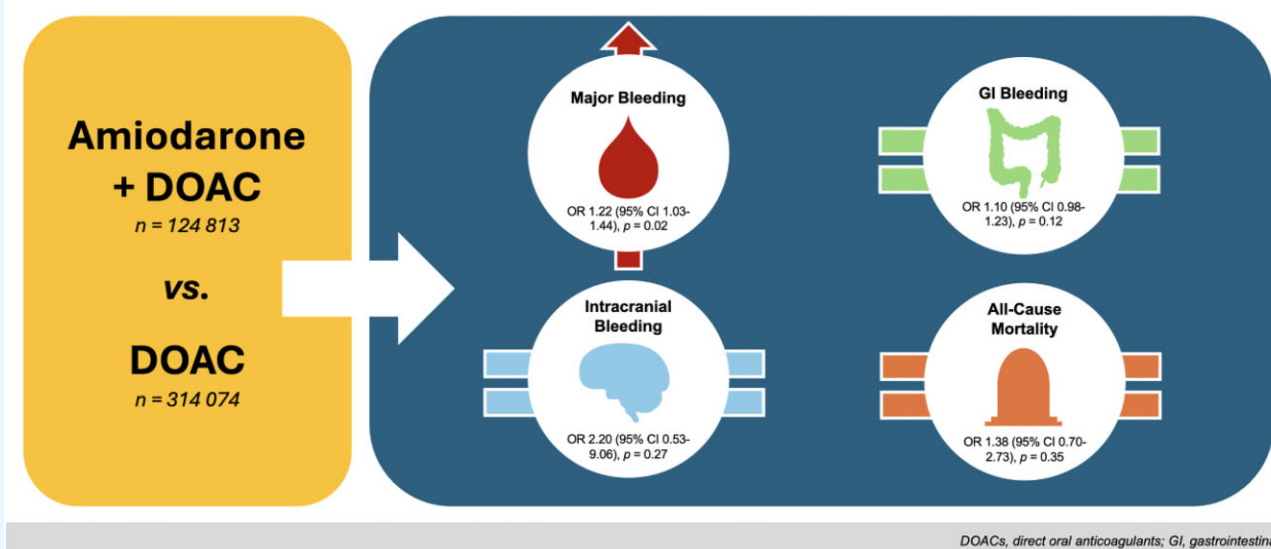 Amiodarone
+ DOAC
n = 124 813
vs.
DOAC
n = 314 074
Major Bleeding
OR 1.22 (95% CI 1.03-
1.44), p = 0.02
GI Bleeding
OR 1.10 (95% CI 0.98-
1.23), p = 0.12
Intracranial
Bleeding
OR 2.20 (95% CI 0.53-
9.06), p = 0.27
All-Cause
Mortality
OR 1.38 (95% CI 0.70-
2.73), p = 0.35
DOACs, direct oral anticoagulants; GI, gastrointestina